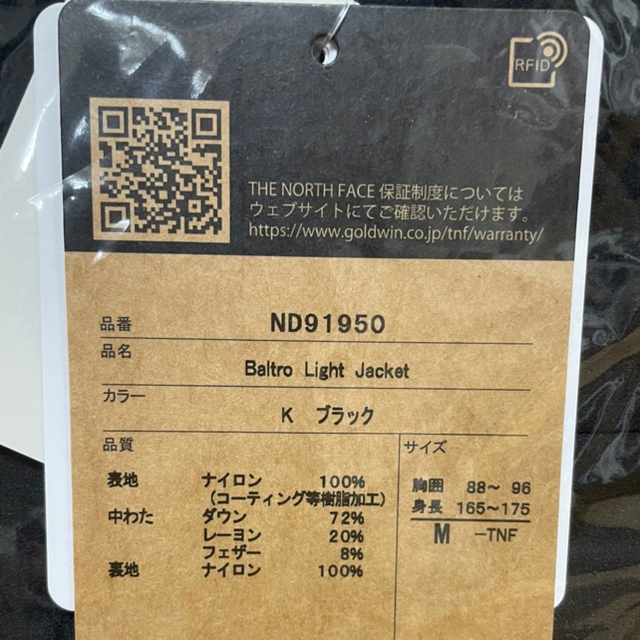 RFID
THE NORTH FACE 保証制度については
ウェブサイトにてご確認いただけます。
https://www.goldwin.co.jp/tnf/warranty/
品番 ND91950
品名
Baltro Light Jacket
カラー
K ブラック
品質
表地 ナイロン 100%
(コーティング等樹脂加工)
中わた ダウン 72%
レーヨン 20%
フェザー 8%
裏地 ナイロン 100%
サイズ
胸囲 88〜 96
身長 165〜175
M -TNF